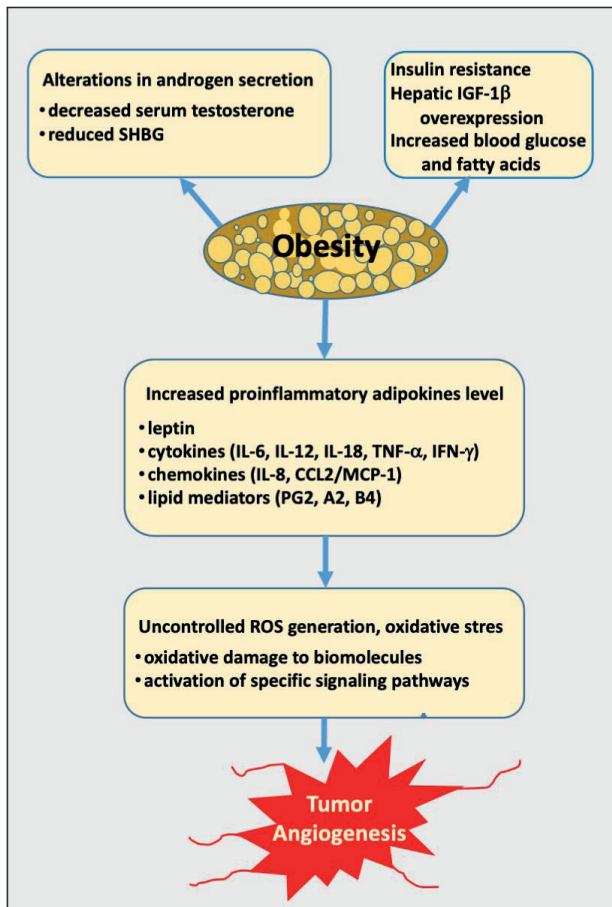 Alterations in androgen secretion
• decreased serum testosterone
• reduced SHBG
Insulin resistance
Hepatic IGF-1β
overexpression
Increased blood glucose
and fatty acids
Obesity
Increased proinflammatory adipokines level
• leptin
• cytokines (IL-6, IL-12, IL-18, TNF-α, IFN-γ)
• chemokines (IL-8, CCL2/MCP-1)
• lipid mediators (PG2, A2, B4)
Uncontrolled ROS generation, oxidative stres
• oxidative damage to biomolecules
• activation of specific signaling pathways
Tumor
Angiogenesis